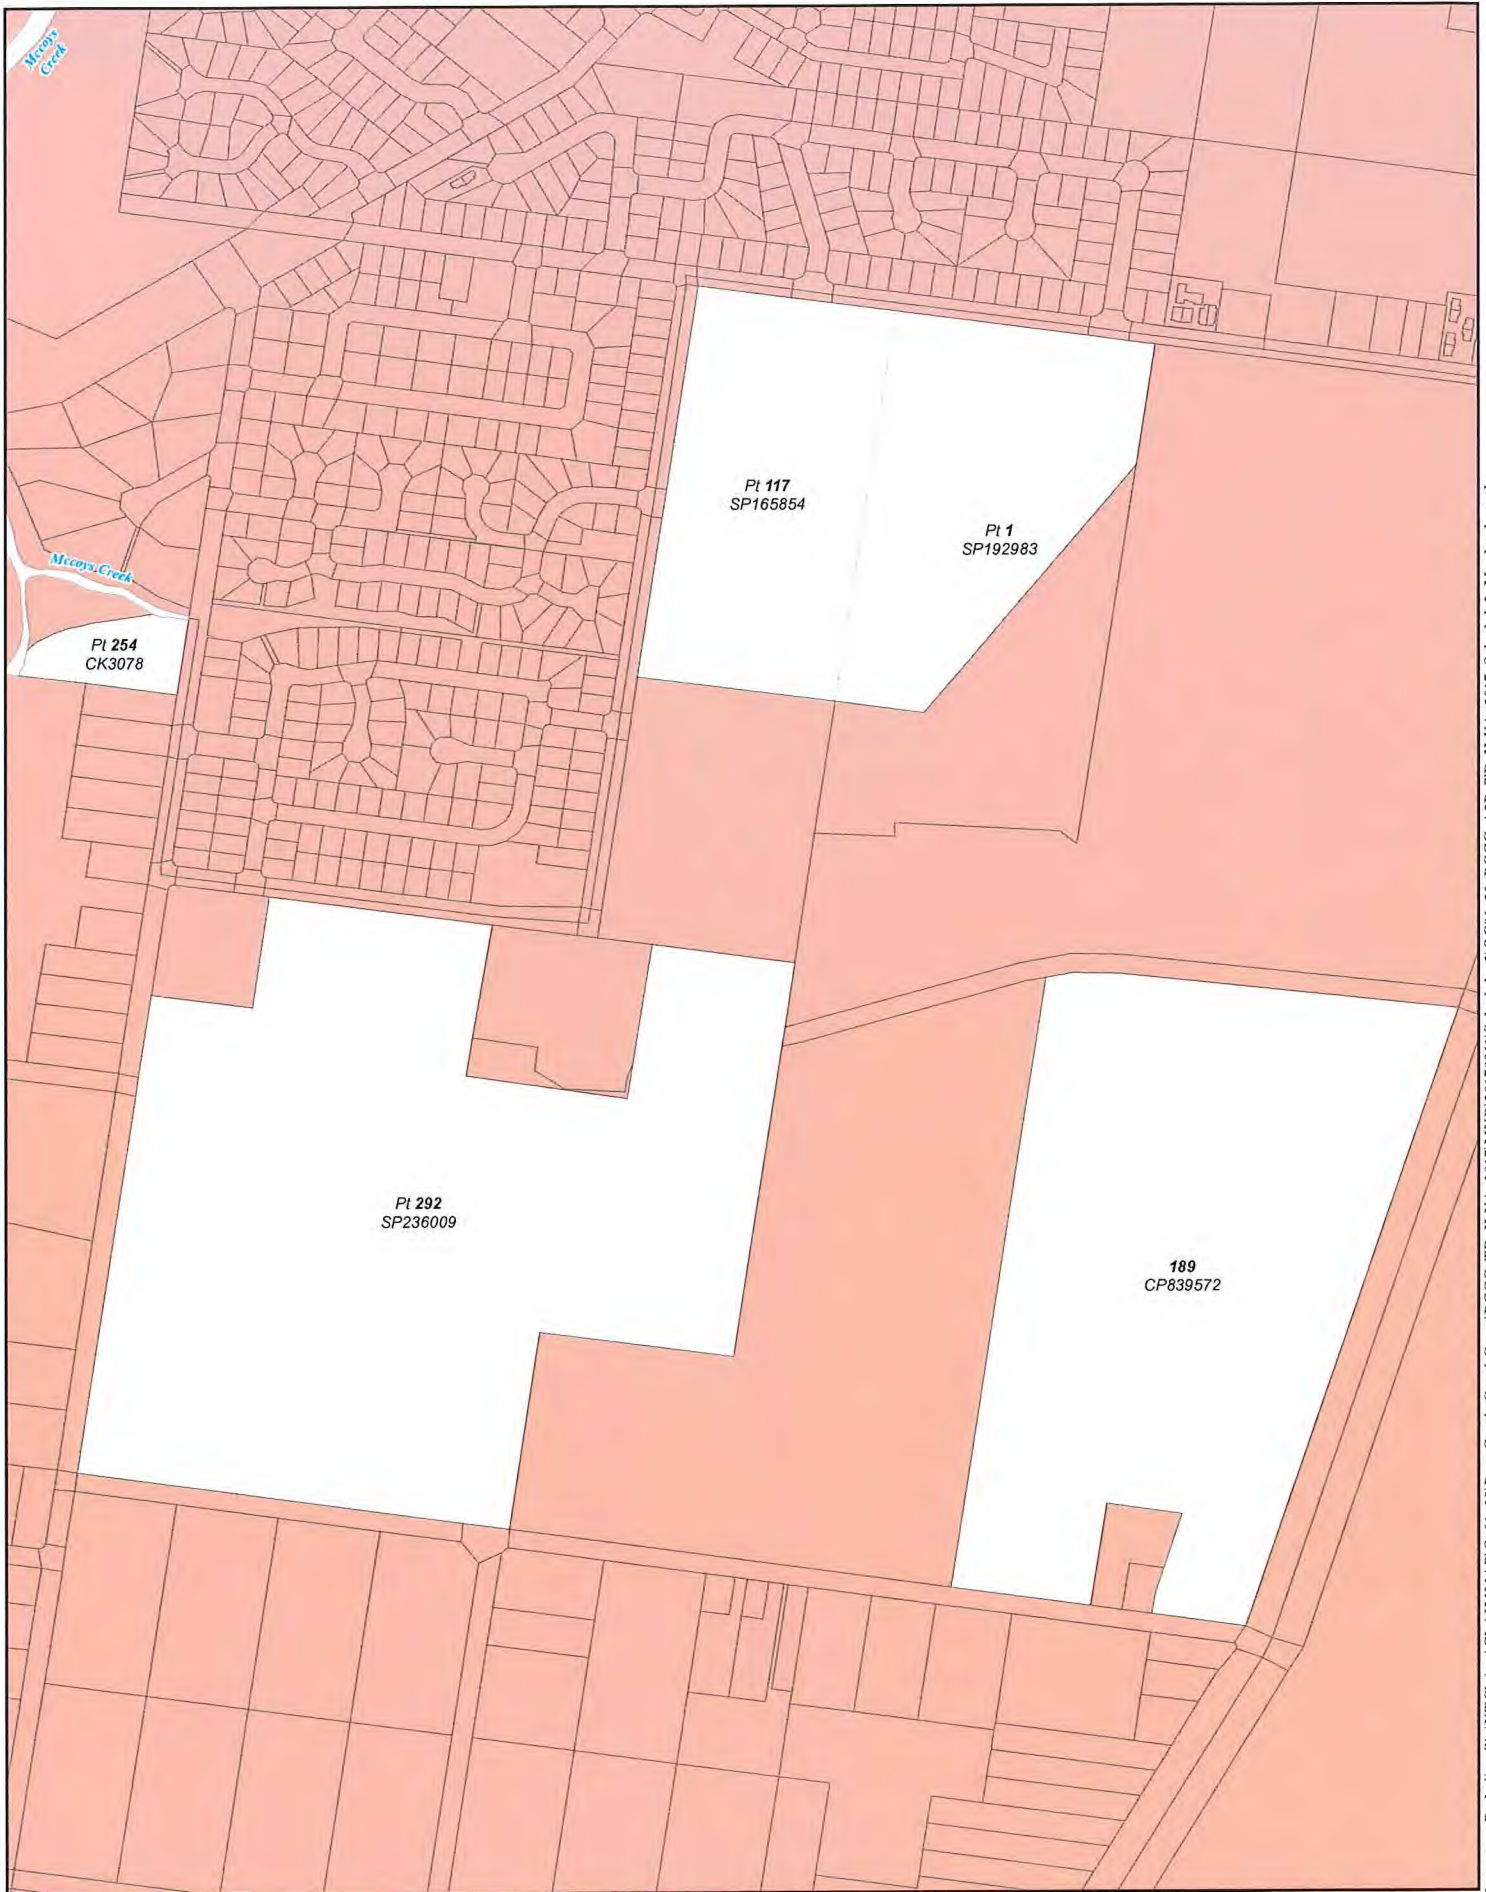 Mccoys
Creek
Pt 117
SP165854
Pt 1
SP192983
Mccoys Creek
Pt 254
CK3078
Pt 292
SP236009
189
CP839572